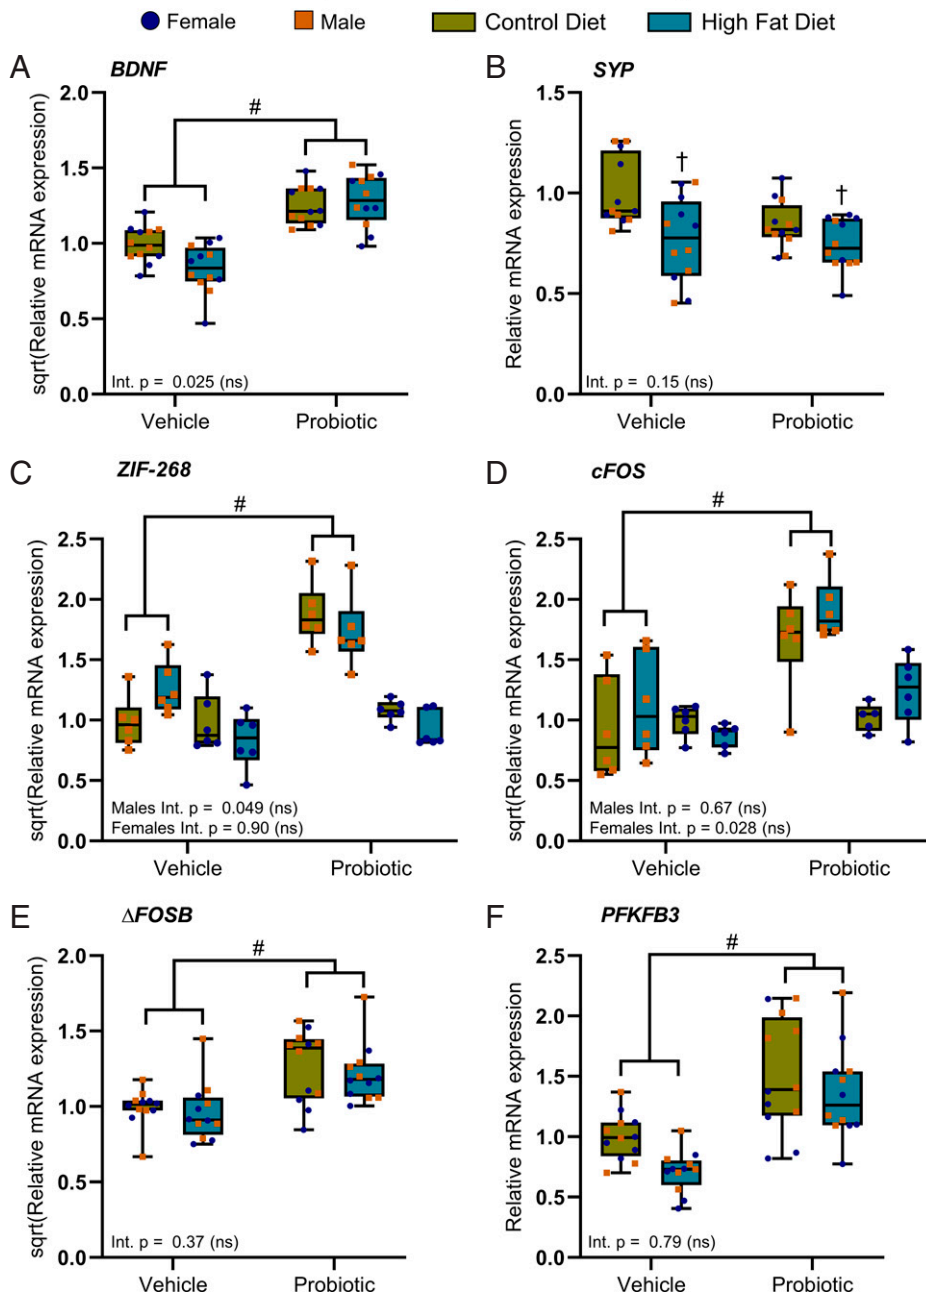 Female Male Control Diet High Fat Diet
A BDNF
sqrt(Relative mRNA expression)
2.0
1.5
1.0
0.5
0.0
#
Int. p = 0.025 (ns)
Vehicle Probiotic
B SYP
Relative mRNA expression
1.5
1.0
0.5
0.0
†
†
Int. p = 0.15 (ns)
Vehicle Probiotic
C ZIF-268
sqrt(Relative mRNA expression)
2.5
2.0
1.5
1.0
0.5
0.0
#
Males Int. p = 0.049 (ns)
Females Int. p = 0.90 (ns)
Vehicle Probiotic
D cFOS
sqrt(Relative mRNA expression)
2.5
2.0
1.5
1.0
0.5
0.0
#
Males Int. p = 0.67 (ns)
Females Int. p = 0.028 (ns)
Vehicle Probiotic
E ΔFOSB
sqrt(Relative mRNA expression)
2.0
1.5
1.0
0.5
0.0
#
Int. p = 0.37 (ns)
Vehicle Probiotic
F PFKFB3
Relative mRNA expression
2.5
2.0
1.5
1.0
0.5
0.0
#
Int. p = 0.79 (ns)
Vehicle Probiotic